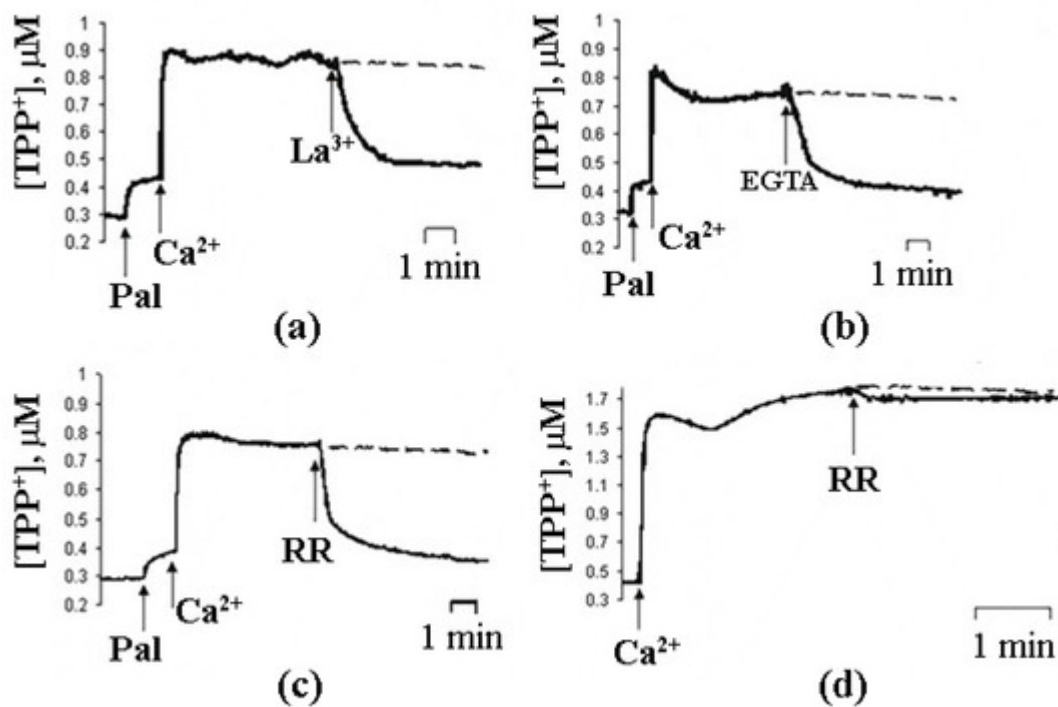 [TPP⁺], µM
1
0.9
0.8
0.7
0.6
0.5
0.4
0.3
0.2
La³⁺
Ca²⁺
Pal
1 min
(a)
[TPP⁺], µM
1
0.9
0.8
0.7
0.6
0.5
0.4
0.3
0.2
EGTA
Ca²⁺
Pal
1 min
(b)
[TPP⁺], µM
1
0.9
0.8
0.7
0.6
0.5
0.4
0.3
0.2
RR
Ca²⁺
Pal
1 min
(c)
[TPP⁺], µM
1.7
1.5
1.3
1.1
0.9
0.7
0.5
0.3
RR
Ca²⁺
1 min
(d)